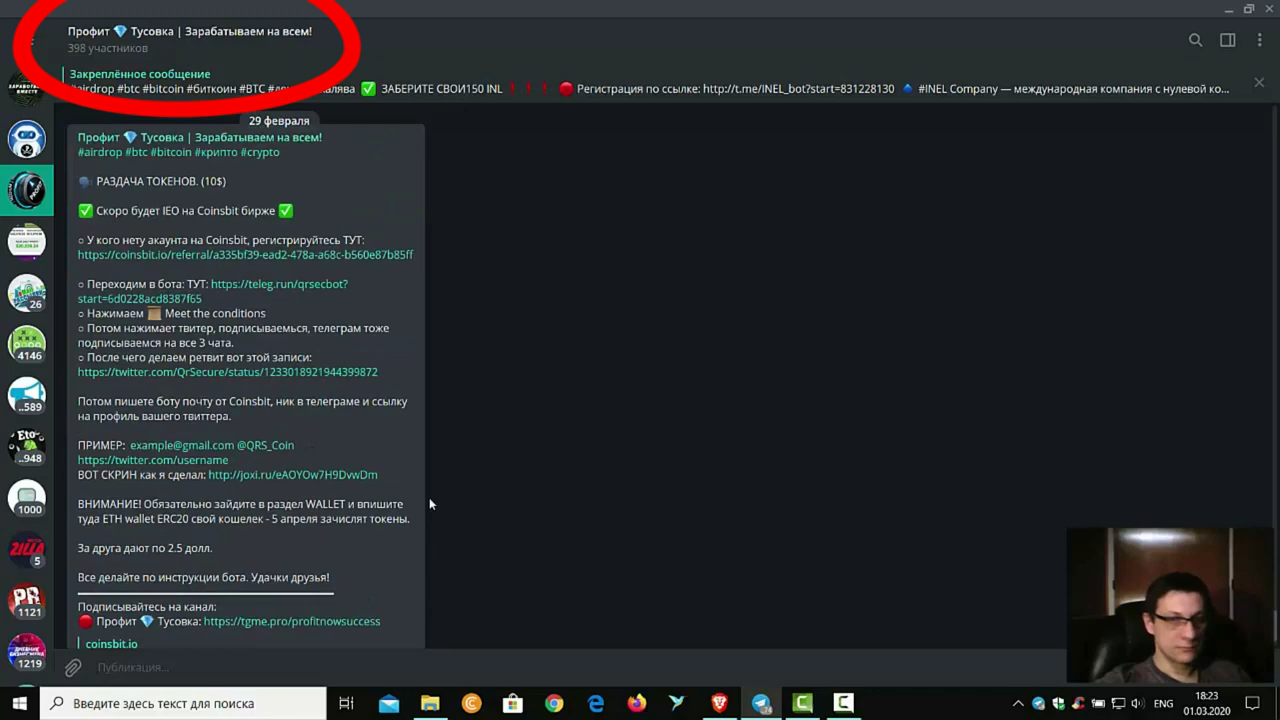 Профит 💎 Тусовка | Зарабатываем на всем!
398 участников
Закреплённое сообщение
#airdrop #btc #bitcoin #биткоин #BTC ✅ ЗАБЕРИТЕ СВОИ150 INL ❗❗❗ 🔴 Регистрация по ссылке: http://t.me/INEL_bot?start=831228130 🔹 #INEL Company — международная компания с нулевой ко...
29 февраля
Профит 💎 Тусовка | Зарабатываем на всем!
#airdrop #btc #bitcoin #крипто #crypto
🗣 РАЗДАЧА ТОКЕНОВ. (10$)
✅ Скоро будет IEO на Coinsbit бирже ✅
○ У кого нету акаунта на Coinsbit, регистрируйтесь ТУТ:
https://coinsbit.io/referral/a335bf39-ead2-478a-a68c-b560e87b85ff
○ Переходим в бота: ТУТ: https://teleg.run/qrsecbot?
start=6d0228acd8387f65
○ Нажимаем Meet the conditions
○ Потом нажимает твитер, подписываемься, телеграм тоже
подписываемся на все 3 чата.
○ После чего делаем ретвит вот этой записи:
https://twitter.com/QrSecure/status/1233018921944399872
Потом пишете боту почту от Coinsbit, ник в телеграме и ссылку
на профиль вашего твиттера.
ПРИМЕР: example@gmail.com @QRS_Coin
https://twitter.com/username
ВОТ СКРИН как я сделал: http://joxi.ru/eAOYOw7H9DvwDm
ВНИМАНИЕ! Обязательно зайдите в раздел WALLET и впишите
туда ETH wallet ERC20 свой кошелек - 5 апреля зачислят токены.
За друга дают по 2.5 долл.
Все делайте по инструкции бота. Удачки друзья!
Подписывайтесь на канал:
🔴 Профит 💎 Тусовка: https://tgme.pro/profitnowsuccess
coinsbit.io
Публикация...
26
4146
..589
..948
1000
5
1121
1219
Введите здесь текст для поиска
ENG
18:23
01.03.2020